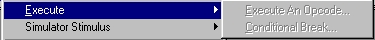 Execute
Execute An Opcode...
Simulator Stimulus
Conditional Break...